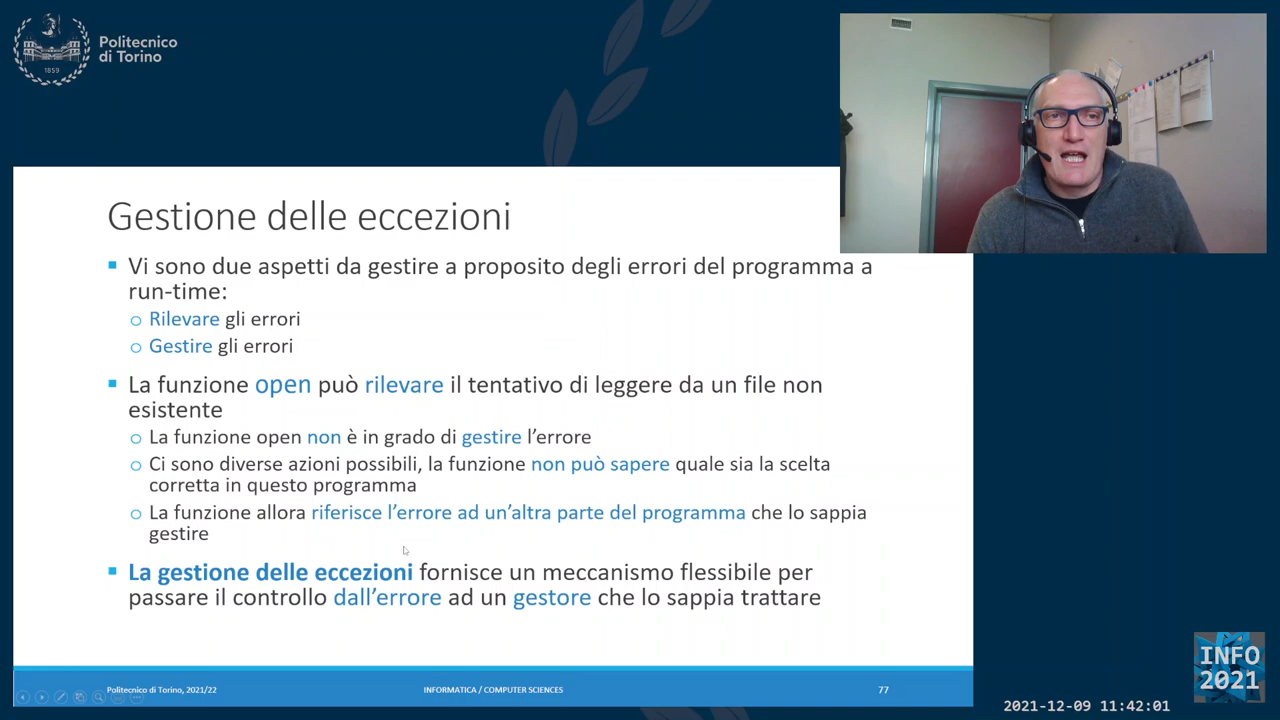 Politecnico
di Torino
1859
Gestione delle eccezioni
Vi sono due aspetti da gestire a proposito degli errori del programma a
run-time:
Rilevare gli errori
Gestire gli errori
La funzione open può rilevare il tentativo di leggere da un file non
esistente
La funzione open non è in grado di gestire l’errore
Ci sono diverse azioni possibili, la funzione non può sapere quale sia la scelta
corretta in questo programma
La funzione allora riferisce l’errore ad un’altra parte del programma che lo sappia
gestire
La gestione delle eccezioni fornisce un meccanismo flessibile per
passare il controllo dall’errore ad un gestore che lo sappia trattare
Politecnico di Torino, 2021/22
INFORMATICA / COMPUTER SCIENCES
77
INFO
2021
2021-12-09 11:42:01